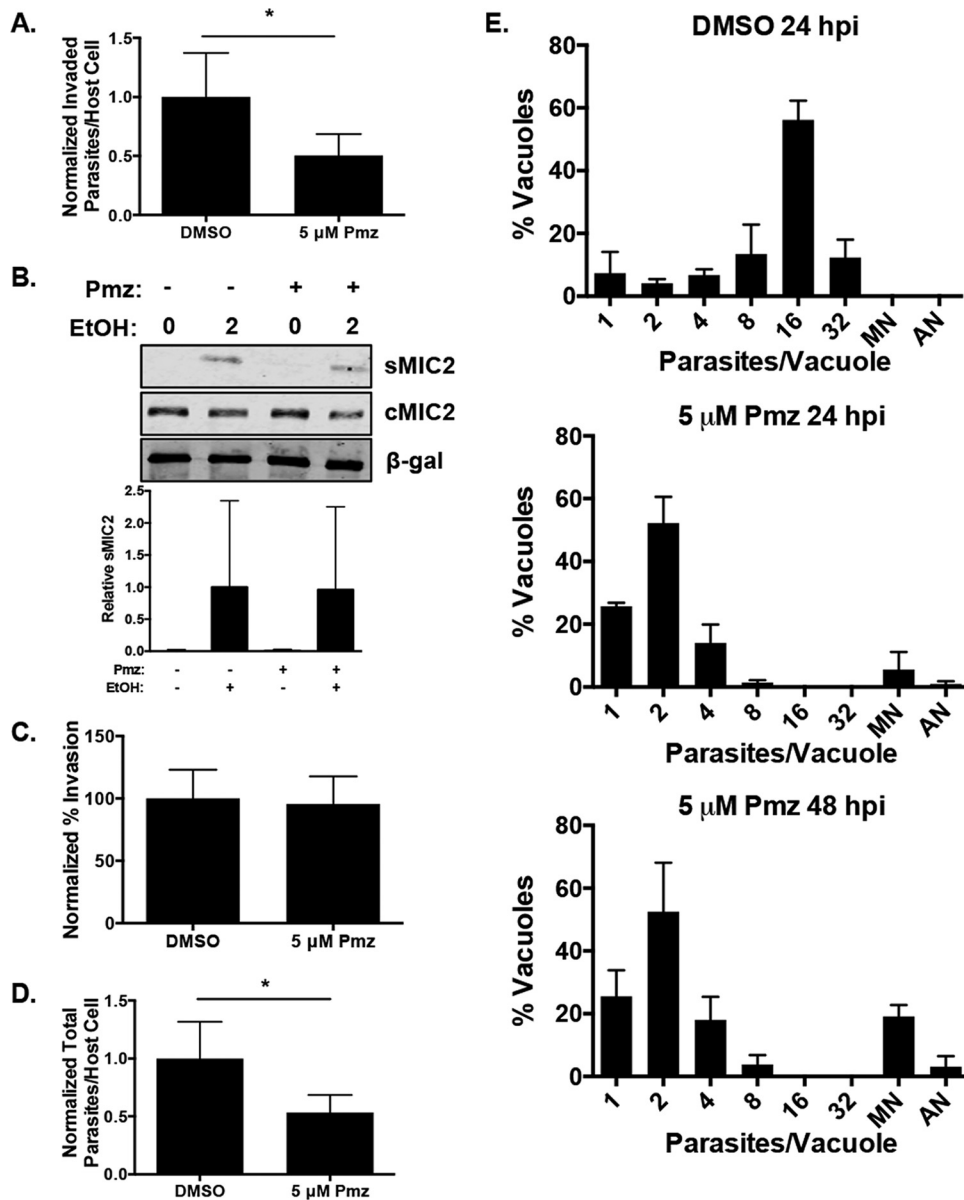 A.
*
Normalized Invaded
Parasites/Host Cell
1.5
1.0
0.5
0.0
DMSO
5 µM Pmz
B.
Pmz: - - + +
EtOH: 0 2 0 2
sMIC2
cMIC2
β-gal
Relative sMIC2
2.5
2.0
1.5
1.0
0.5
0.0
Pmz: - - + +
EtOH: - + - +
C.
Normalized % Invasion
150
100
50
0
DMSO
5 µM Pmz
D.
*
Normalized Total
Parasites/Host Cell
1.5
1.0
0.5
0.0
DMSO
5 µM Pmz
E.
DMSO 24 hpi
% Vacuoles
80
60
40
20
0
1 2 4 8 16 32 MN AN
Parasites/Vacuole
5 µM Pmz 24 hpi
% Vacuoles
80
60
40
20
0
1 2 4 8 16 32 MN AN
Parasites/Vacuole
5 µM Pmz 48 hpi
% Vacuoles
80
60
40
20
0
1 2 4 8 16 32 MN AN
Parasites/Vacuole